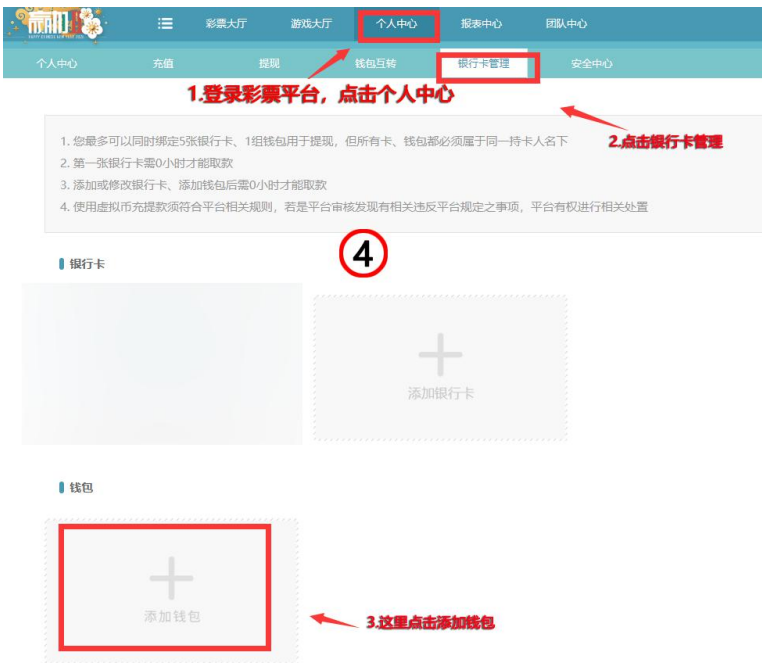 赢和
彩票大厅 游戏大厅 个人中心 报表中心 团队中心
个人中心 充值 提现 钱包互转 银行卡管理 安全中心
1.登录彩票平台，点击个人中心
2.点击银行卡管理
1. 您最多可以同时绑定5张银行卡、1组钱包用于提现，但所有卡、钱包都必须属于同一持卡人名下
2. 第一张银行卡需0小时才能取款
3. 添加或修改银行卡、添加钱包后需0小时才能取款
4. 使用虚拟币充提款须符合平台相关规则，若是平台审核发现有相关违反平台规定之事项，平台有权进行相关处置
④
银行卡
添加银行卡
钱包
添加钱包
3.这里点击添加钱包